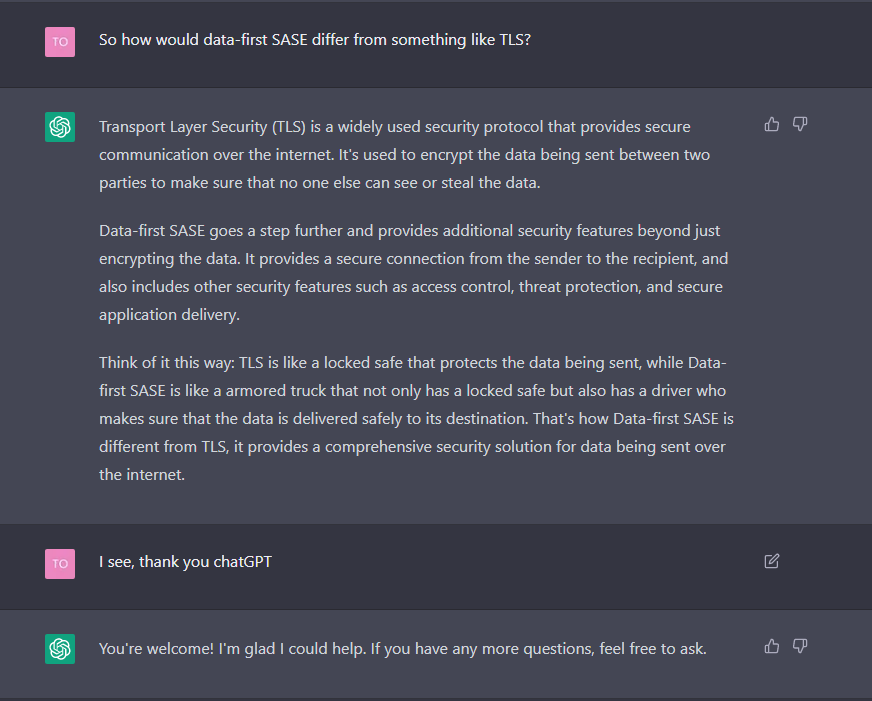 TO
So how would data-first SASE differ from something like TLS?
Transport Layer Security (TLS) is a widely used security protocol that provides secure
communication over the internet. It's used to encrypt the data being sent between two
parties to make sure that no one else can see or steal the data.
Data-first SASE goes a step further and provides additional security features beyond just
encrypting the data. It provides a secure connection from the sender to the recipient, and
also includes other security features such as access control, threat protection, and secure
application delivery.
Think of it this way: TLS is like a locked safe that protects the data being sent, while Data-
first SASE is like a armored truck that not only has a locked safe but also has a driver who
makes sure that the data is delivered safely to its destination. That's how Data-first SASE is
different from TLS, it provides a comprehensive security solution for data being sent over
the internet.
TO
I see, thank you chatGPT
You're welcome! I'm glad I could help. If you have any more questions, feel free to ask.